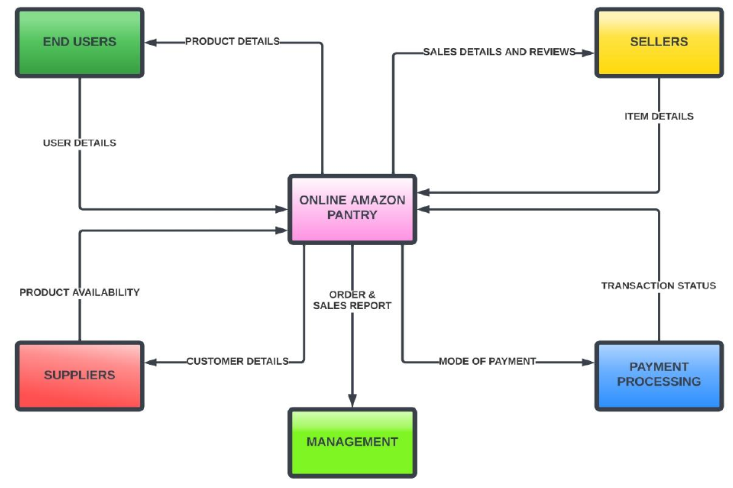 END USERS
PRODUCT DETAILS
SALES DETAILS AND REVIEWS
SELLERS
ITEM DETAILS
USER DETAILS
ONLINE AMAZON
PANTRY
PRODUCT AVAILABILITY
ORDER &
SALES REPORT
TRANSACTION STATUS
SUPPLIERS
CUSTOMER DETAILS
MODE OF PAYMENT
PAYMENT
PROCESSING
MANAGEMENT